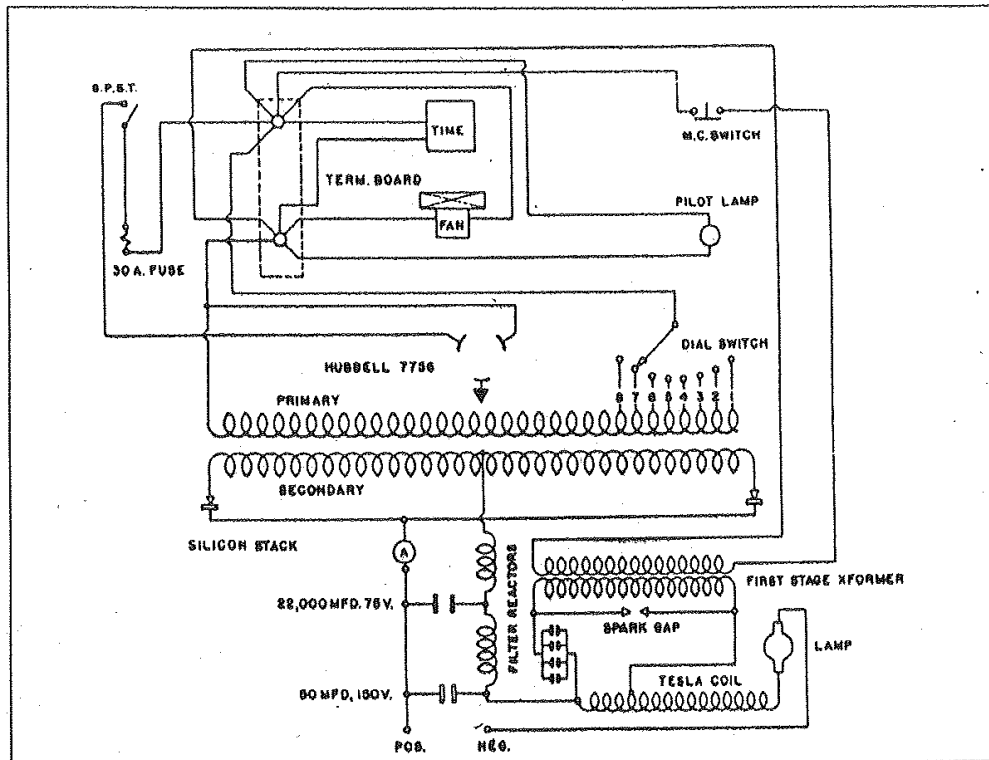 S.P.S.T.
TIME
M.C. SWITCH
TERM. BOARD
PILOT LAMP
FAN
30 A. FUSE
DIAL SWITCH
HUBBELL 7756
8 7 6 5 4 3 2 1
PRIMARY
SECONDARY
SILICON STACK
A
FILTER REACTORS
FIRST STAGE XFORMER
22,000 MFD. 75V.
SPARK GAP
LAMP
TESLA COIL
50 MFD, 150V.
POS.
NEG.